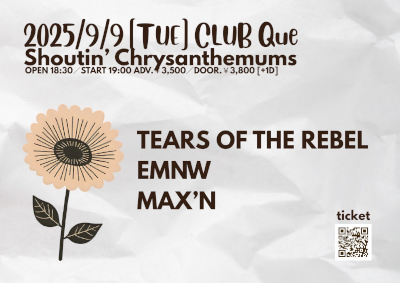 2025/9/9 [TUE] CLUB Que
Shoutin' Chrysanthemums
OPEN 18:30／START 19:00 ADV.￥3,500／DOOR.￥3,800 [+1D]
TEARS OF THE REBEL
EMNW
MAX'N
ticket